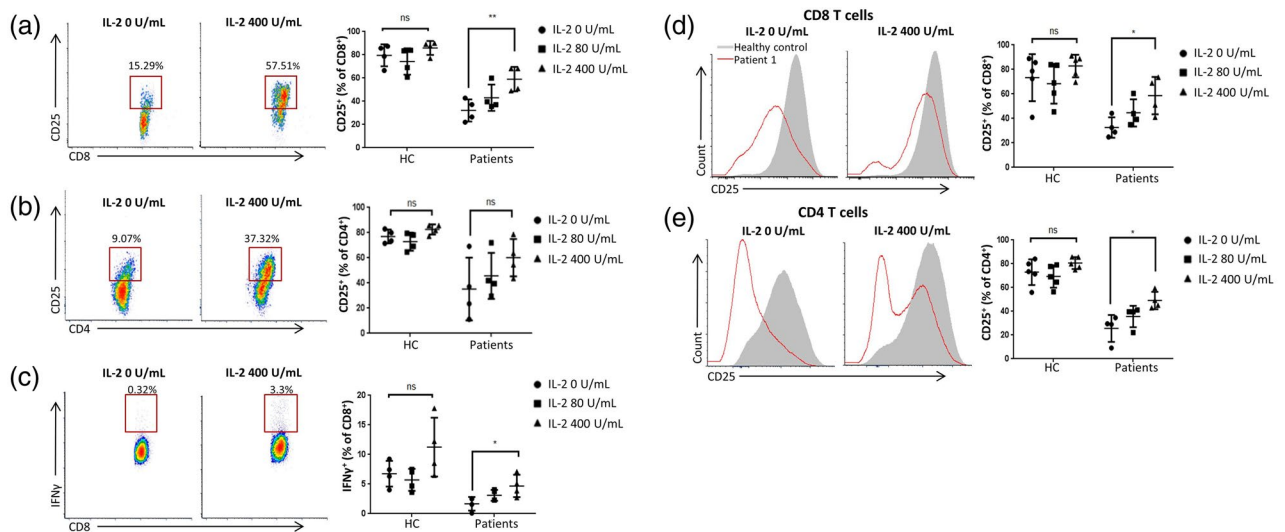 (a)
IL-2 0 U/mL
IL-2 400 U/mL
15.29%
57.51%
CD25
CD8
CD25⁺ (% of CD8⁺)
100
80
60
40
20
0
ns
**
HC
Patients
IL-2 0 U/mL
IL-2 80 U/mL
IL-2 400 U/mL
(b)
IL-2 0 U/mL
IL-2 400 U/mL
9.07%
37.32%
CD25
CD4
CD25⁺ (% of CD4⁺)
100
80
60
40
20
0
ns
ns
HC
Patients
IL-2 0 U/mL
IL-2 80 U/mL
IL-2 400 U/mL
(c)
IL-2 0 U/mL
IL-2 400 U/mL
0.32%
3.3%
IFNγ
CD8
IFNγ⁺ (% of CD8⁺)
20
15
10
5
0
ns
*
HC
Patients
IL-2 0 U/mL
IL-2 80 U/mL
IL-2 400 U/mL
(d)
CD8 T cells
IL-2 0 U/mL
IL-2 400 U/mL
Healthy control
Patient 1
Count
CD25
CD25⁺ (% of CD8⁺)
100
80
60
40
20
0
ns
*
HC
Patients
IL-2 0 U/mL
IL-2 80 U/mL
IL-2 400 U/mL
(e)
CD4 T cells
IL-2 0 U/mL
IL-2 400 U/mL
Count
CD25
CD25⁺ (% of CD4⁺)
100
80
60
40
20
0
ns
*
HC
Patients
IL-2 0 U/mL
IL-2 80 U/mL
IL-2 400 U/mL